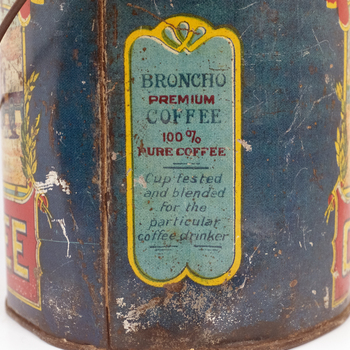 BRONCHO
PREMIUM
COFFEE
100%
PURE COFFEE
Cup tested
and blended
for the
particular
coffee drinker